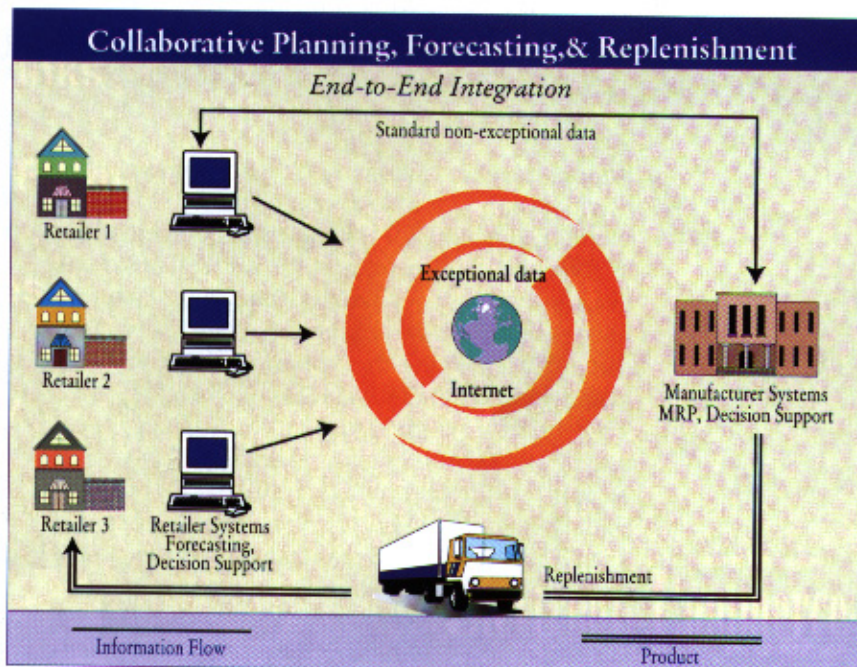 Collaborative Planning, Forecasting,& Replenishment
End-to-End Integration
Standard non-exceptional data
Retailer 1
Exceptional data
Retailer 2
Internet
Manufacturer Systems
MRP, Decision Support
Retailer 3
Retailer Systems
Forecasting,
Decision Support
Replenishment
Information Flow
Product